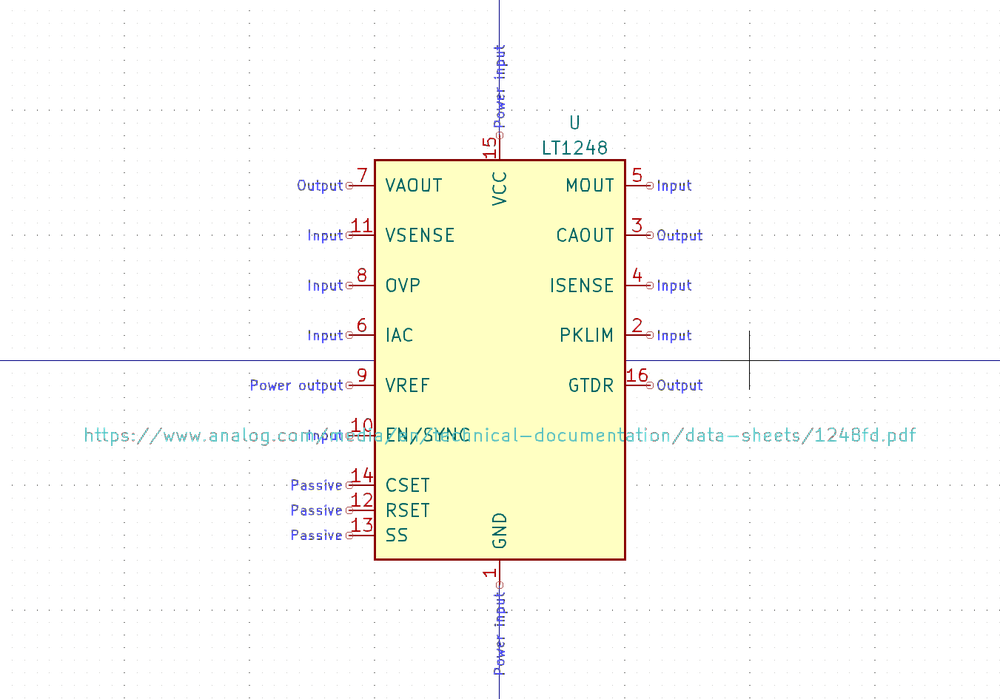 Power input
15
U
LT1248
VCC
Output 7 VAOUT
MOUT 5 Input
Input 11 VSENSE
CAOUT 3 Output
Input 8 OVP
ISENSE 4 Input
Input 6 IAC
PKLIM 2 Input
Power output 9 VREF
GTDR 16 Output
Input 10 EN/SYNC
https://www.analog.com/media/en/technical-documentation/data-sheets/1248fd.pdf
Passive 14 CSET
Passive 12 RSET
Passive 13 SS
GND
1
Power input